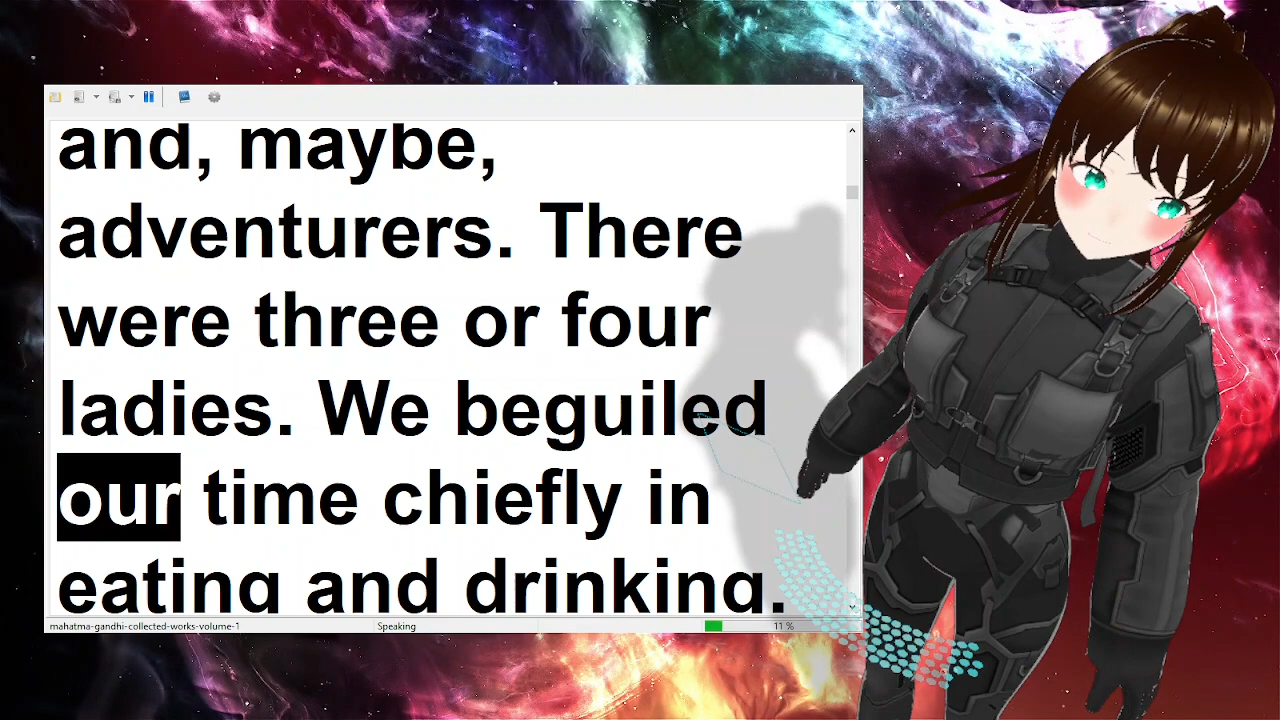 and, maybe,
adventurers. There
were three or four
ladies. We beguiled
our time chiefly in
eating and drinking.
mahatma-gandhi-collected-works-volume-1 Speaking 11 %